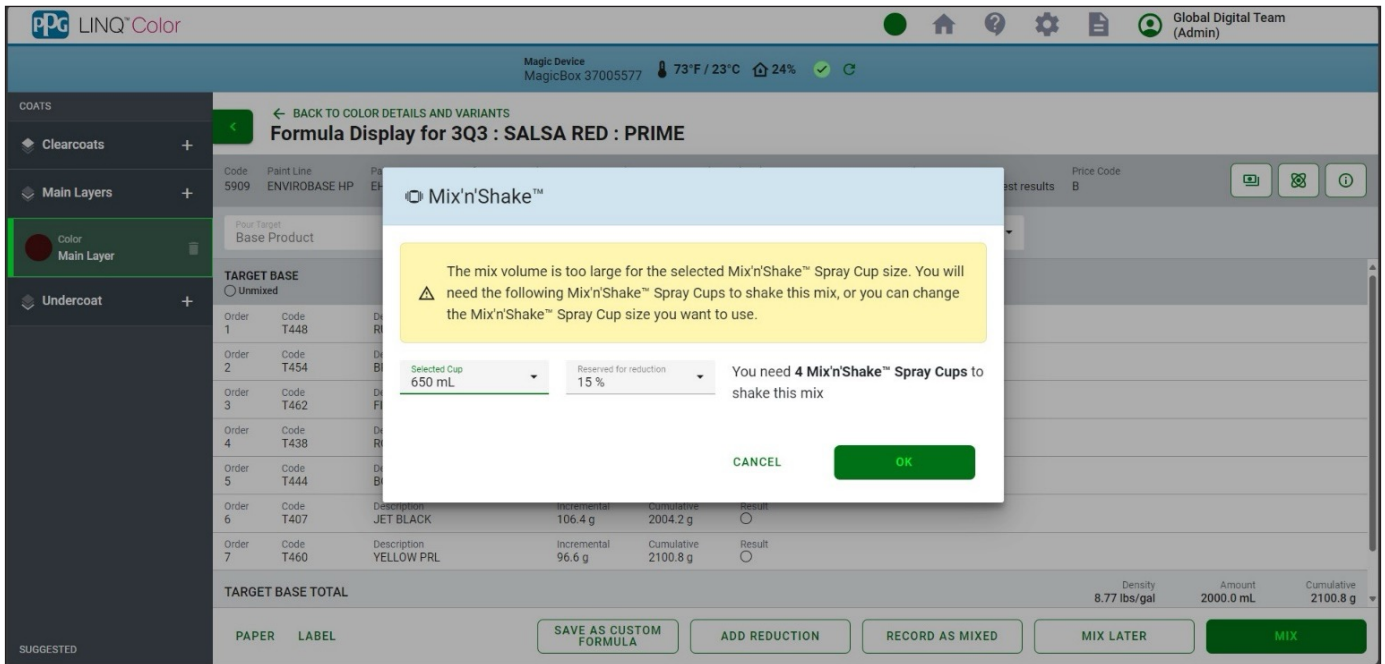 PPG LINQ™Color
Global Digital Team
(Admin)
Magic Device
MagicBox 37005577
73°F / 23°C
24%
COATS
Clearcoats +
Main Layers +
Color
Main Layer
Undercoat +
SUGGESTED
← BACK TO COLOR DETAILS AND VARIANTS
Formula Display for 3Q3 : SALSA RED : PRIME
Code Paint Line Price Code
5909 ENVIROBASE HP results B
Pour Target
Base Product
TARGET BASE
Unmixed
Mix'n'Shake™
The mix volume is too large for the selected Mix'n'Shake™ Spray Cup size. You will
need the following Mix'n'Shake™ Spray Cups to shake this mix, or you can change
the Mix'n'Shake™ Spray Cup size you want to use.
Selected Cup
650 mL
Reserved for reduction
15 %
You need 4 Mix'n'Shake™ Spray Cups to
shake this mix
CANCEL OK
Order Code
1 T448
Order Code
2 T454
Order Code
3 T462
Order Code
4 T438
Order Code
5 T444
Order Code Description Incremental Cumulative Result
6 T407 JET BLACK 106.4 g 2004.2 g
Order Code Description Incremental Cumulative Result
7 T460 YELLOW PRL 96.6 g 2100.8 g
TARGET BASE TOTAL
Density Amount Cumulative
8.77 lbs/gal 2000.0 mL 2100.8 g
PAPER LABEL
SAVE AS CUSTOM
FORMULA
ADD REDUCTION
RECORD AS MIXED
MIX LATER
MIX